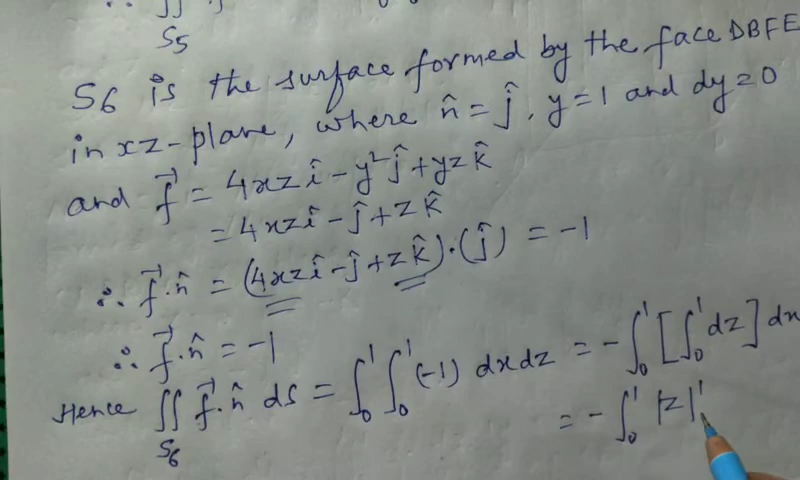 ∴ ∬
S5
S6 is the surface formed by the face DBFE
in xz-plane, where n̂ = ĵ, y=1 and dy=0
and f⃗ = 4xz î - y² ĵ + yz k̂
= 4xz î - ĵ + z k̂
∴ f⃗·n̂ = (4xz î - ĵ + z k̂)·(ĵ) = -1
∴ f⃗·n̂ = -1
Hence ∬ f⃗·n̂ ds = ∫₀¹ ∫₀¹ (-1) dx dz = -∫₀¹ [∫₀¹ dz] dx
S6
= -∫₀¹ |z|¹